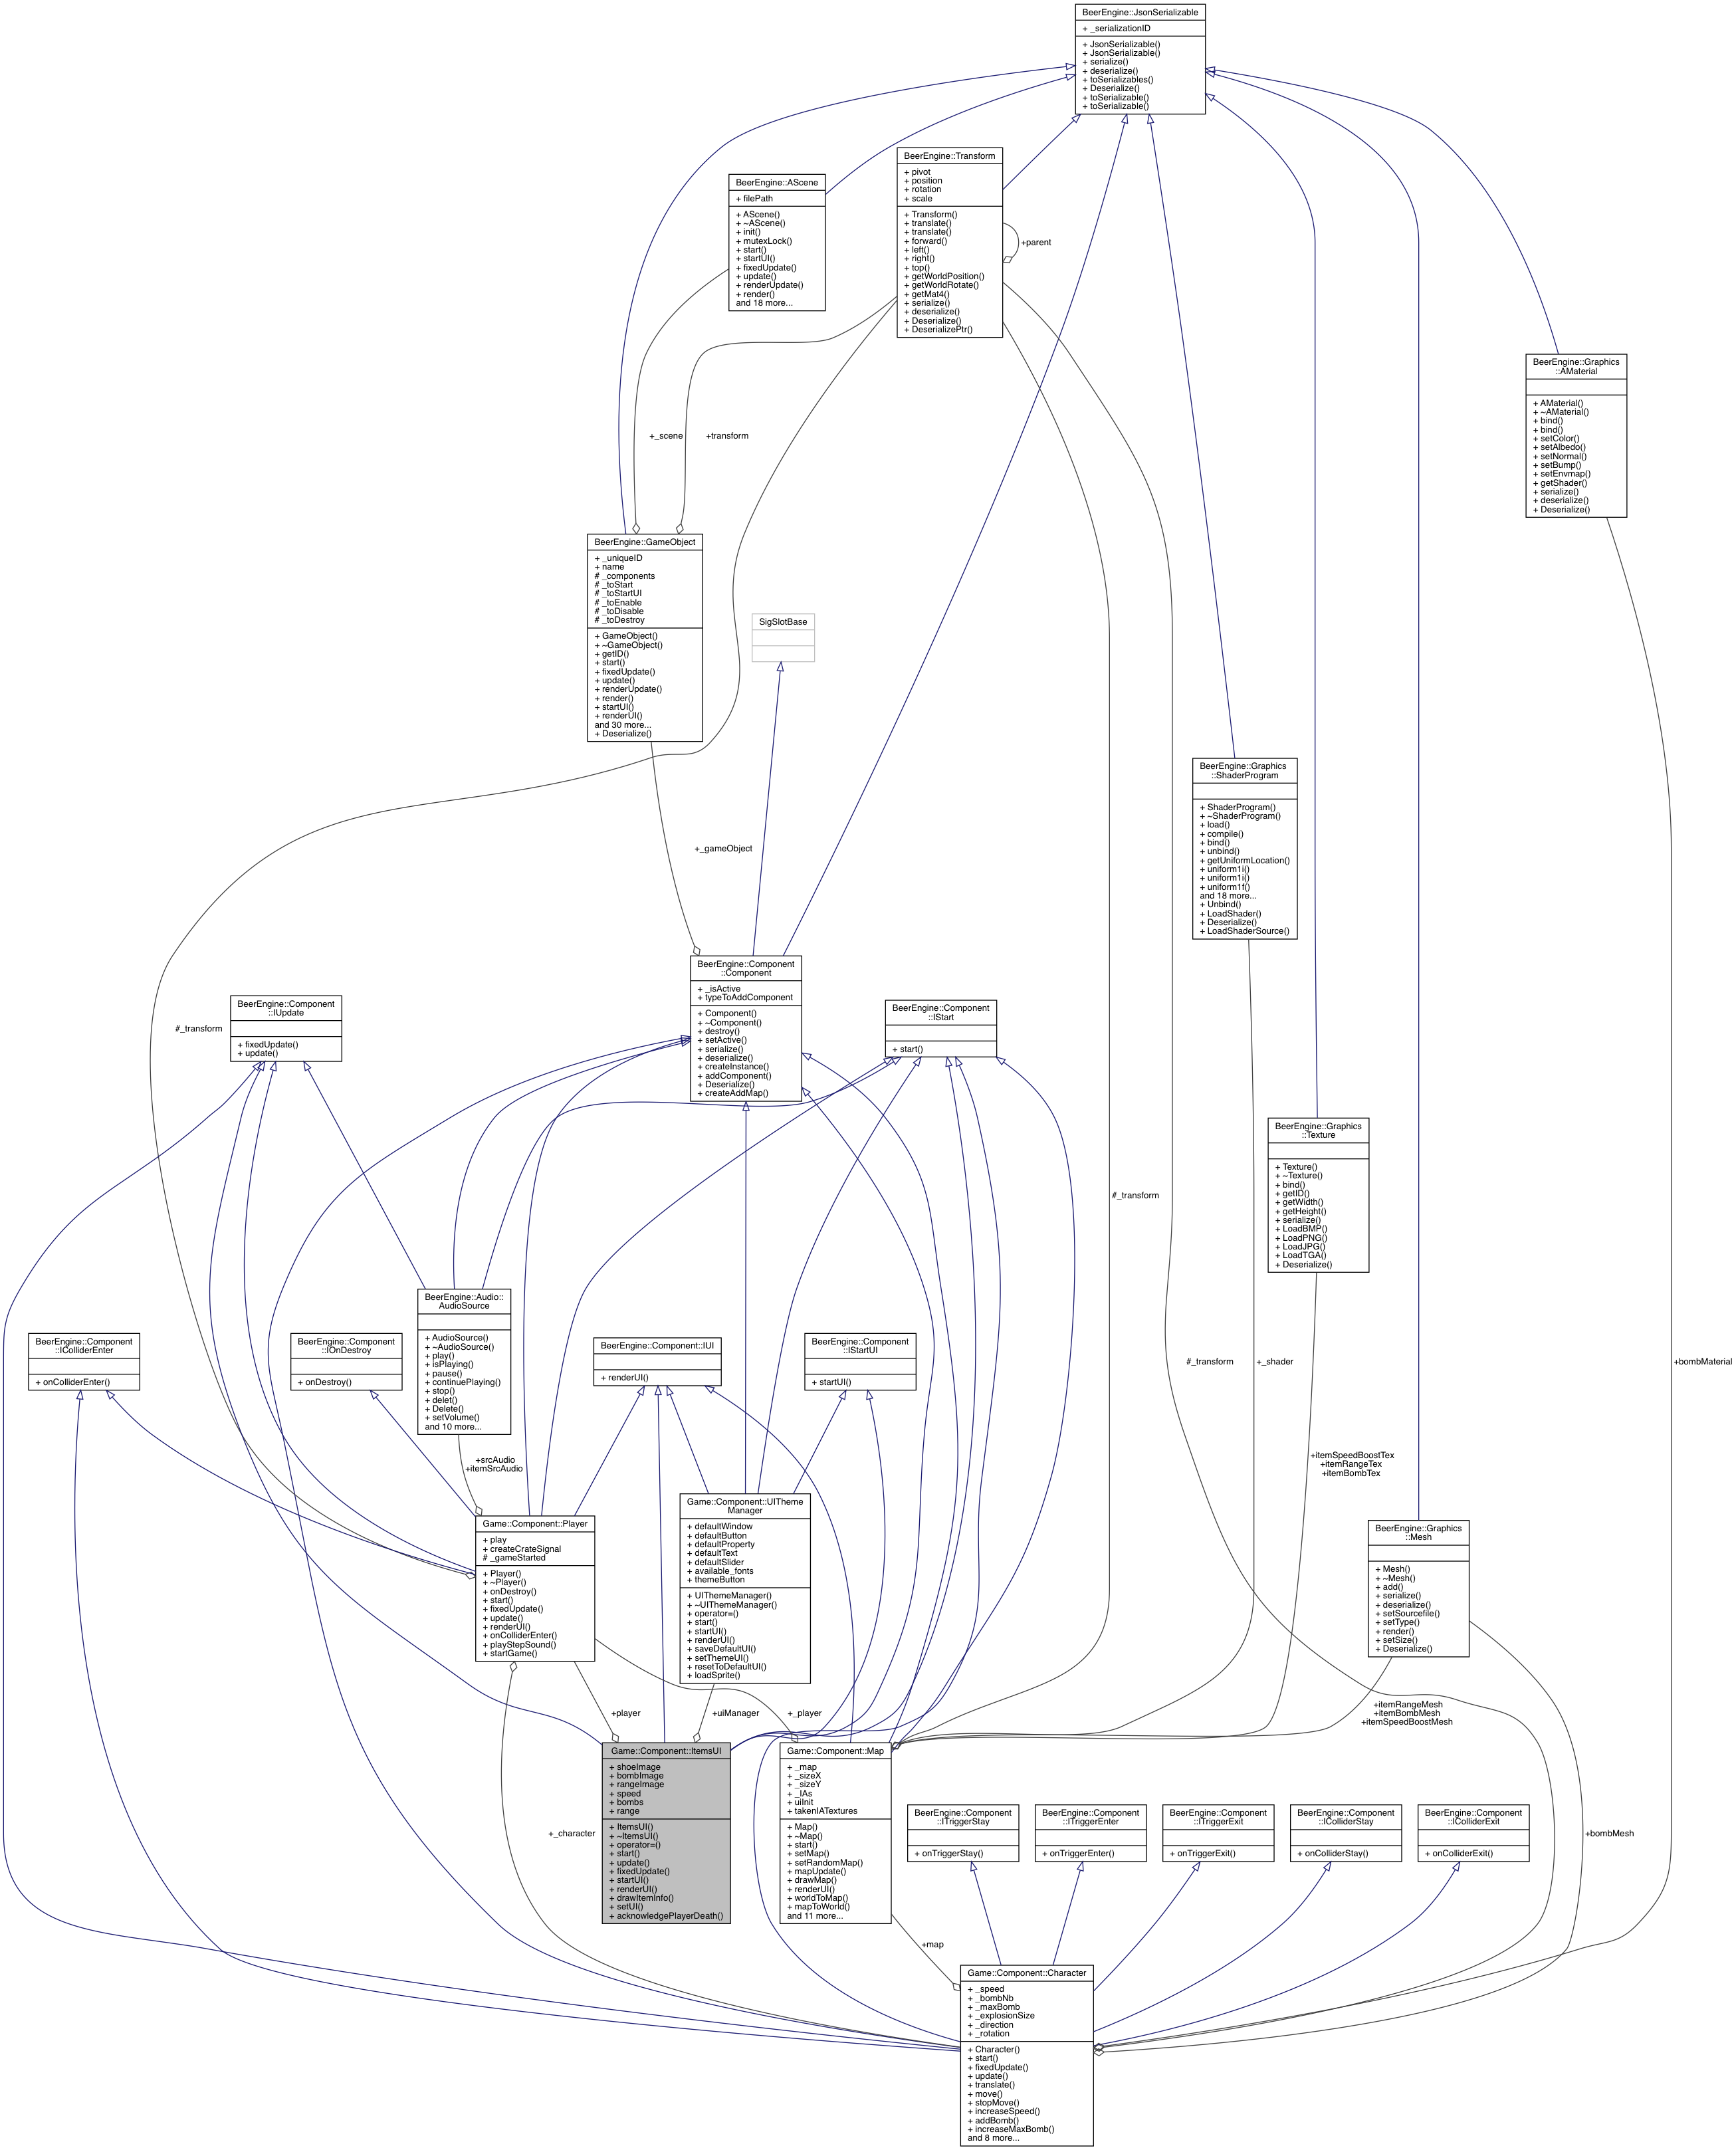 BeerEngine::JsonSerializable
+ _serializationID
+ JsonSerializable()
+ JsonSerializable()
+ serialize()
+ deserialize()
+ toSerializables()
+ Deserialize()
+ toSerializable()
+ toSerializable()
BeerEngine::Transform
+ pivot
+ position
+ rotation
+ scale
+ Transform()
+ translate()
+ translate()
+ forward()
+ left()
+ right()
+ top()
+ getWorldPosition()
+ getWorldRotate()
+ getMat4()
+ serialize()
+ deserialize()
+ Deserialize()
+ DeserializePtr()
+parent
BeerEngine::AScene
+ filePath
+ AScene()
+ ~AScene()
+ init()
+ mutexLock()
+ start()
+ startUI()
+ fixedUpdate()
+ update()
+ renderUpdate()
+ render()
and 18 more...
BeerEngine::Graphics
::AMaterial
+ AMaterial()
+ ~AMaterial()
+ bind()
+ bind()
+ setColor()
+ setAlbedo()
+ setNormal()
+ setBump()
+ setEnvmap()
+ getShader()
+ serialize()
+ deserialize()
+ Deserialize()
+_scene
+transform
BeerEngine::GameObject
+ _uniqueID
+ name
# _components
# _toStart
# _toStartUI
# _toEnable
# _toDisable
# _toDestroy
+ GameObject()
+ ~GameObject()
+ getID()
+ start()
+ fixedUpdate()
+ update()
+ renderUpdate()
+ render()
+ startUI()
+ renderUI()
and 30 more...
+ Deserialize()
SigSlotBase
BeerEngine::Graphics
::ShaderProgram
+ ShaderProgram()
+ ~ShaderProgram()
+ load()
+ compile()
+ bind()
+ unbind()
+ getUniformLocation()
+ uniform1i()
+ uniform1i()
+ uniform1f()
and 18 more...
+ Unbind()
+ LoadShader()
+ Deserialize()
+ LoadShaderSource()
+_gameObject
BeerEngine::Component
::Component
+ _isActive
+ typeToAddComponent
+ Component()
+ ~Component()
+ destroy()
+ setActive()
+ serialize()
+ deserialize()
+ createInstance()
+ addComponent()
+ Deserialize()
+ createAddMap()
BeerEngine::Component
::IUpdate
+ fixedUpdate()
+ update()
BeerEngine::Component
::IStart
+ start()
#_transform
BeerEngine::Graphics
::Texture
+ Texture()
+ ~Texture()
+ bind()
+ getID()
+ getWidth()
+ getHeight()
+ serialize()
+ LoadBMP()
+ LoadPNG()
+ LoadJPG()
+ LoadTGA()
+ Deserialize()
#_transform
BeerEngine::Audio::
AudioSource
+ AudioSource()
+ ~AudioSource()
+ play()
+ isPlaying()
+ pause()
+ continuePlaying()
+ stop()
+ delet()
+ Delete()
+ setVolume()
and 10 more...
BeerEngine::Component
::IColliderEnter
+ onColliderEnter()
BeerEngine::Component
::IOnDestroy
+ onDestroy()
BeerEngine::Component::IUI
+ renderUI()
BeerEngine::Component
::IStartUI
+ startUI()
#_transform
+_shader
+bombMaterial
+srcAudio
+itemSrcAudio
+itemSpeedBoostTex
+itemRangeTex
+itemBombTex
Game::Component::Player
+ play
+ createCrateSignal
# _gameStarted
+ Player()
+ ~Player()
+ onDestroy()
+ start()
+ fixedUpdate()
+ update()
+ renderUI()
+ onColliderEnter()
+ playStepSound()
+ startGame()
Game::Component::UITheme
Manager
+ defaultWindow
+ defaultButton
+ defaultProperty
+ defaultText
+ defaultSlider
+ available_fonts
+ themeButton
+ UIThemeManager()
+ ~UIThemeManager()
+ operator=()
+ start()
+ startUI()
+ renderUI()
+ saveDefaultUI()
+ setThemeUI()
+ resetToDefaultUI()
+ loadSprite()
BeerEngine::Graphics
::Mesh
+ Mesh()
+ ~Mesh()
+ add()
+ serialize()
+ deserialize()
+ setSourcefile()
+ setType()
+ render()
+ setSize()
+ Deserialize()
+player
+uiManager
+_player
+itemRangeMesh
+itemBombMesh
+itemSpeedBoostMesh
Game::Component::ItemsUI
+ shoeImage
+ bombImage
+ rangeImage
+ speed
+ bombs
+ range
+ ItemsUI()
+ ~ItemsUI()
+ operator=()
+ start()
+ update()
+ fixedUpdate()
+ startUI()
+ renderUI()
+ drawItemInfo()
+ setUI()
+ acknowledgePlayerDeath()
Game::Component::Map
+ _map
+ _sizeX
+ _sizeY
+ _IAs
+ uiInit
+ takenIATextures
+ Map()
+ ~Map()
+ start()
+ setMap()
+ setRandomMap()
+ mapUpdate()
+ drawMap()
+ renderUI()
+ worldToMap()
+ mapToWorld()
and 11 more...
BeerEngine::Component
::ITriggerStay
+ onTriggerStay()
BeerEngine::Component
::ITriggerEnter
+ onTriggerEnter()
BeerEngine::Component
::ITriggerExit
+ onTriggerExit()
BeerEngine::Component
::IColliderStay
+ onColliderStay()
BeerEngine::Component
::IColliderExit
+ onColliderExit()
+_character
+bombMesh
+map
Game::Component::Character
+ _speed
+ _bombNb
+ _maxBomb
+ _explosionSize
+ _direction
+ _rotation
+ Character()
+ start()
+ fixedUpdate()
+ update()
+ translate()
+ move()
+ stopMove()
+ increaseSpeed()
+ addBomb()
+ increaseMaxBomb()
and 8 more...